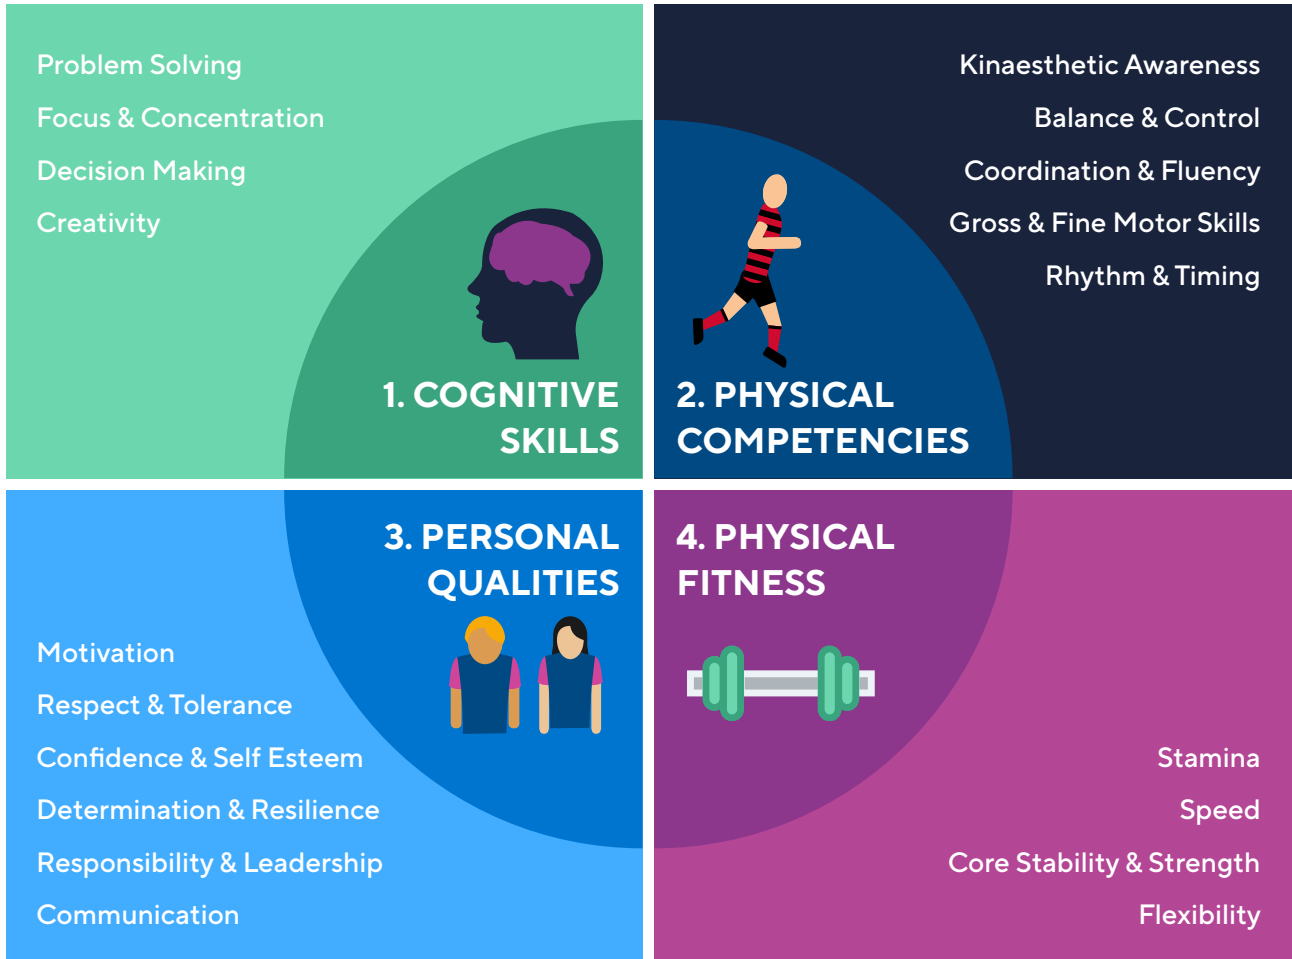 Problem Solving
Focus & Concentration
Decision Making
Creativity
1. COGNITIVE
SKILLS
Kinaesthetic Awareness
Balance & Control
Coordination & Fluency
Gross & Fine Motor Skills
Rhythm & Timing
2. PHYSICAL
COMPETENCIES
3. PERSONAL
QUALITIES
Motivation
Respect & Tolerance
Confidence & Self Esteem
Determination & Resilience
Responsibility & Leadership
Communication
4. PHYSICAL
FITNESS
Stamina
Speed
Core Stability & Strength
Flexibility